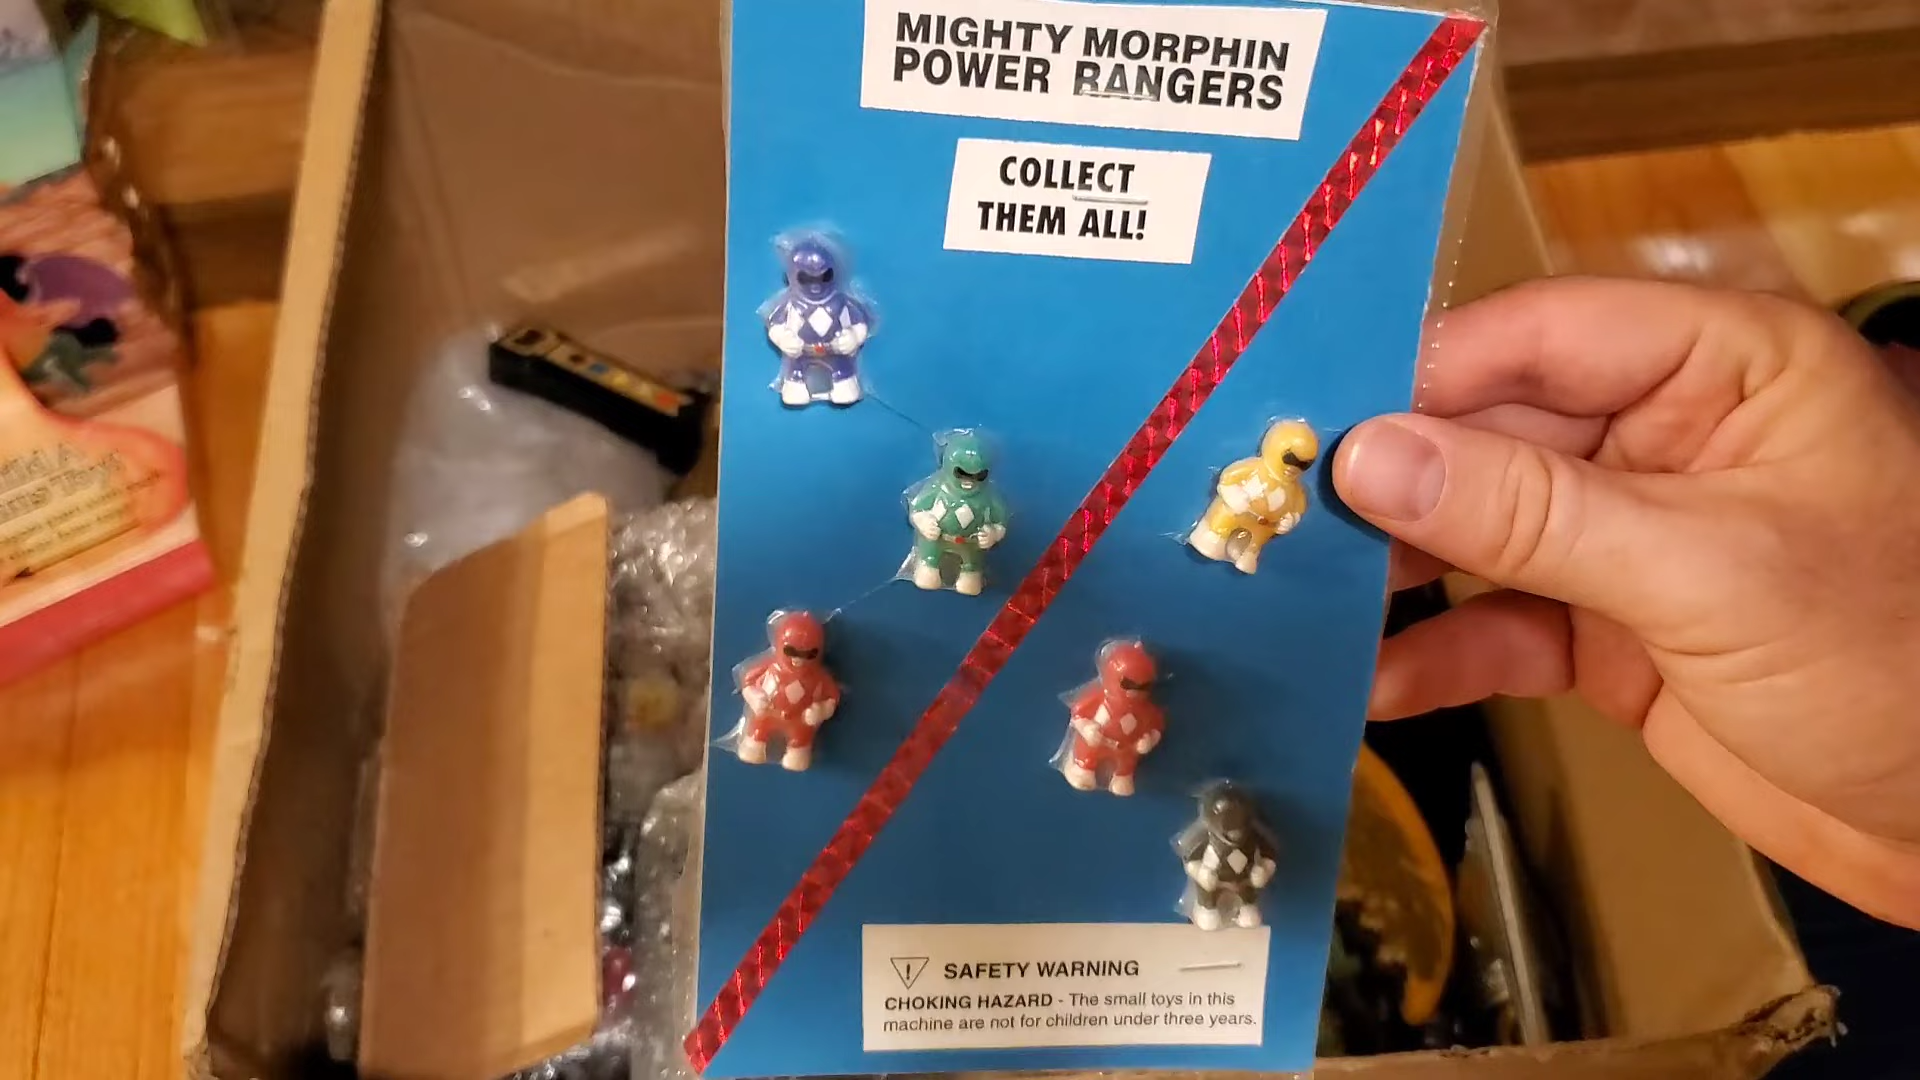 MIGHTY MORPHIN
POWER RANGERS
COLLECT
THEM ALL!
SAFETY WARNING
CHOKING HAZARD - The small toys in this
machine are not for children under three years.